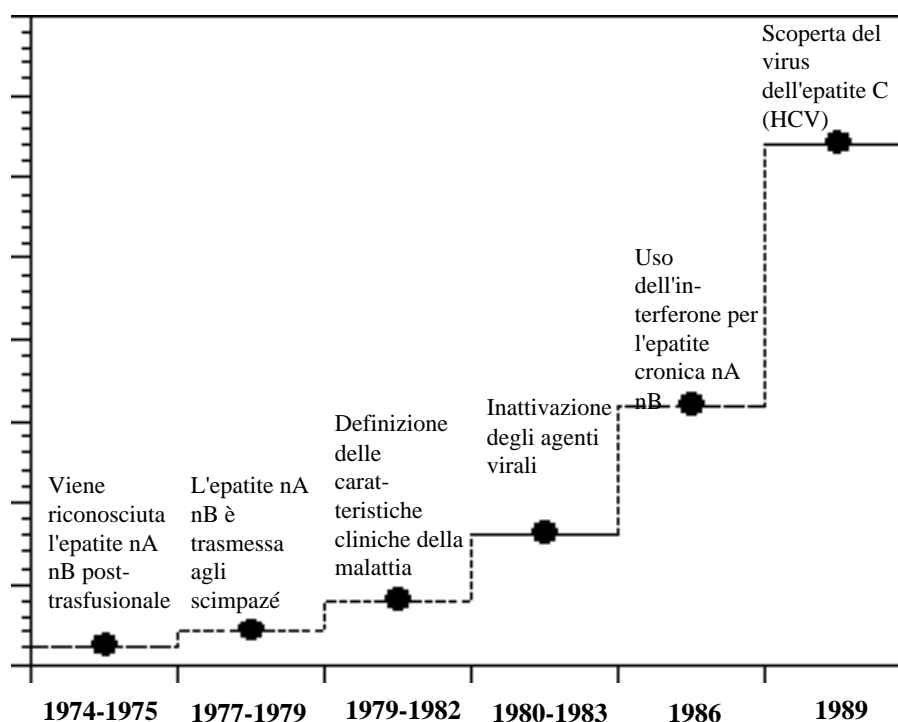 Scoperta del
virus
dell'epatite C
(HCV)
Uso
dell'in-
terferone per
l'epatite
cronica nA
nB
Inattivazione
degli agenti
virali
Definizione
delle
carat-
teristiche
cliniche della
malattia
L'epatite nA
nB è
trasmessa
agli
scimpazé
Viene
riconosciuta
l'epatite nA
nB post-
trasfusionale
1974-1975 1977-1979 1979-1982 1980-1983 1986 1989